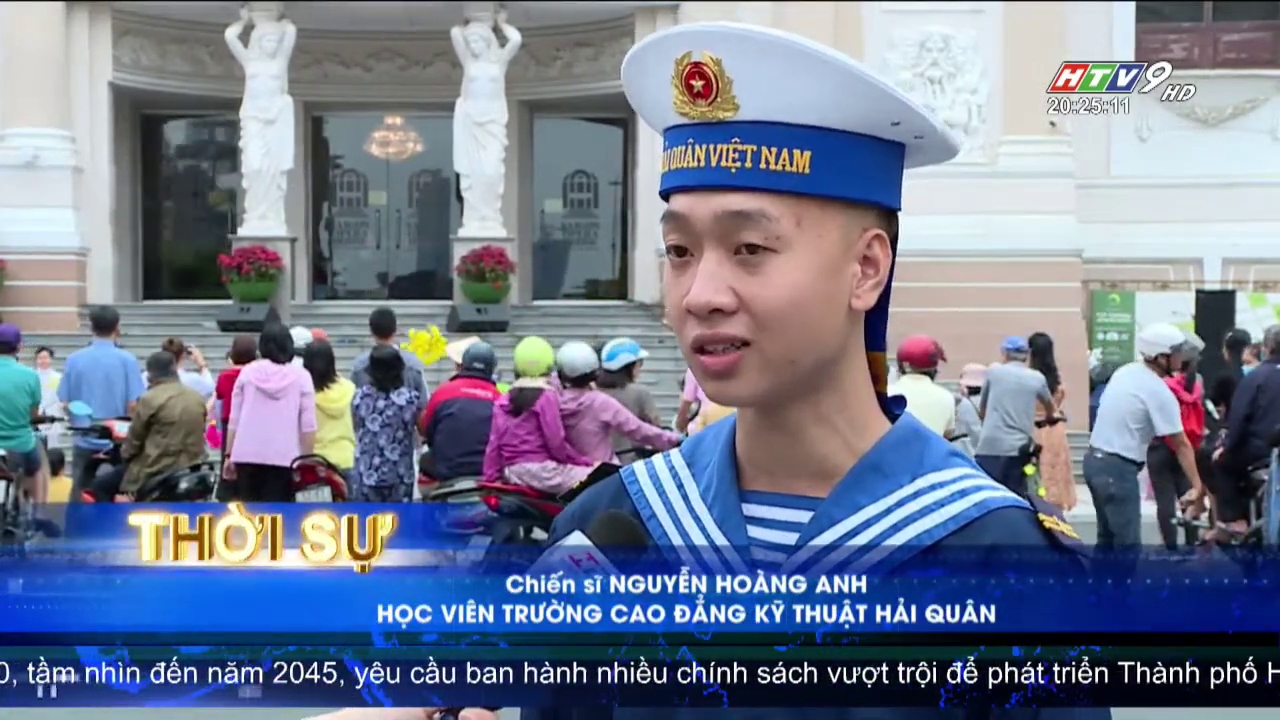 HTV9 HD
20:25:11
HẢI QUÂN VIỆT NAM
THỜI SỰ
Chiến sĩ NGUYỄN HOÀNG ANH
HỌC VIÊN TRƯỜNG CAO ĐẲNG KỸ THUẬT HẢI QUÂN
0, tầm nhìn đến năm 2045, yêu cầu ban hành nhiều chính sách vượt trội để phát triển Thành phố H